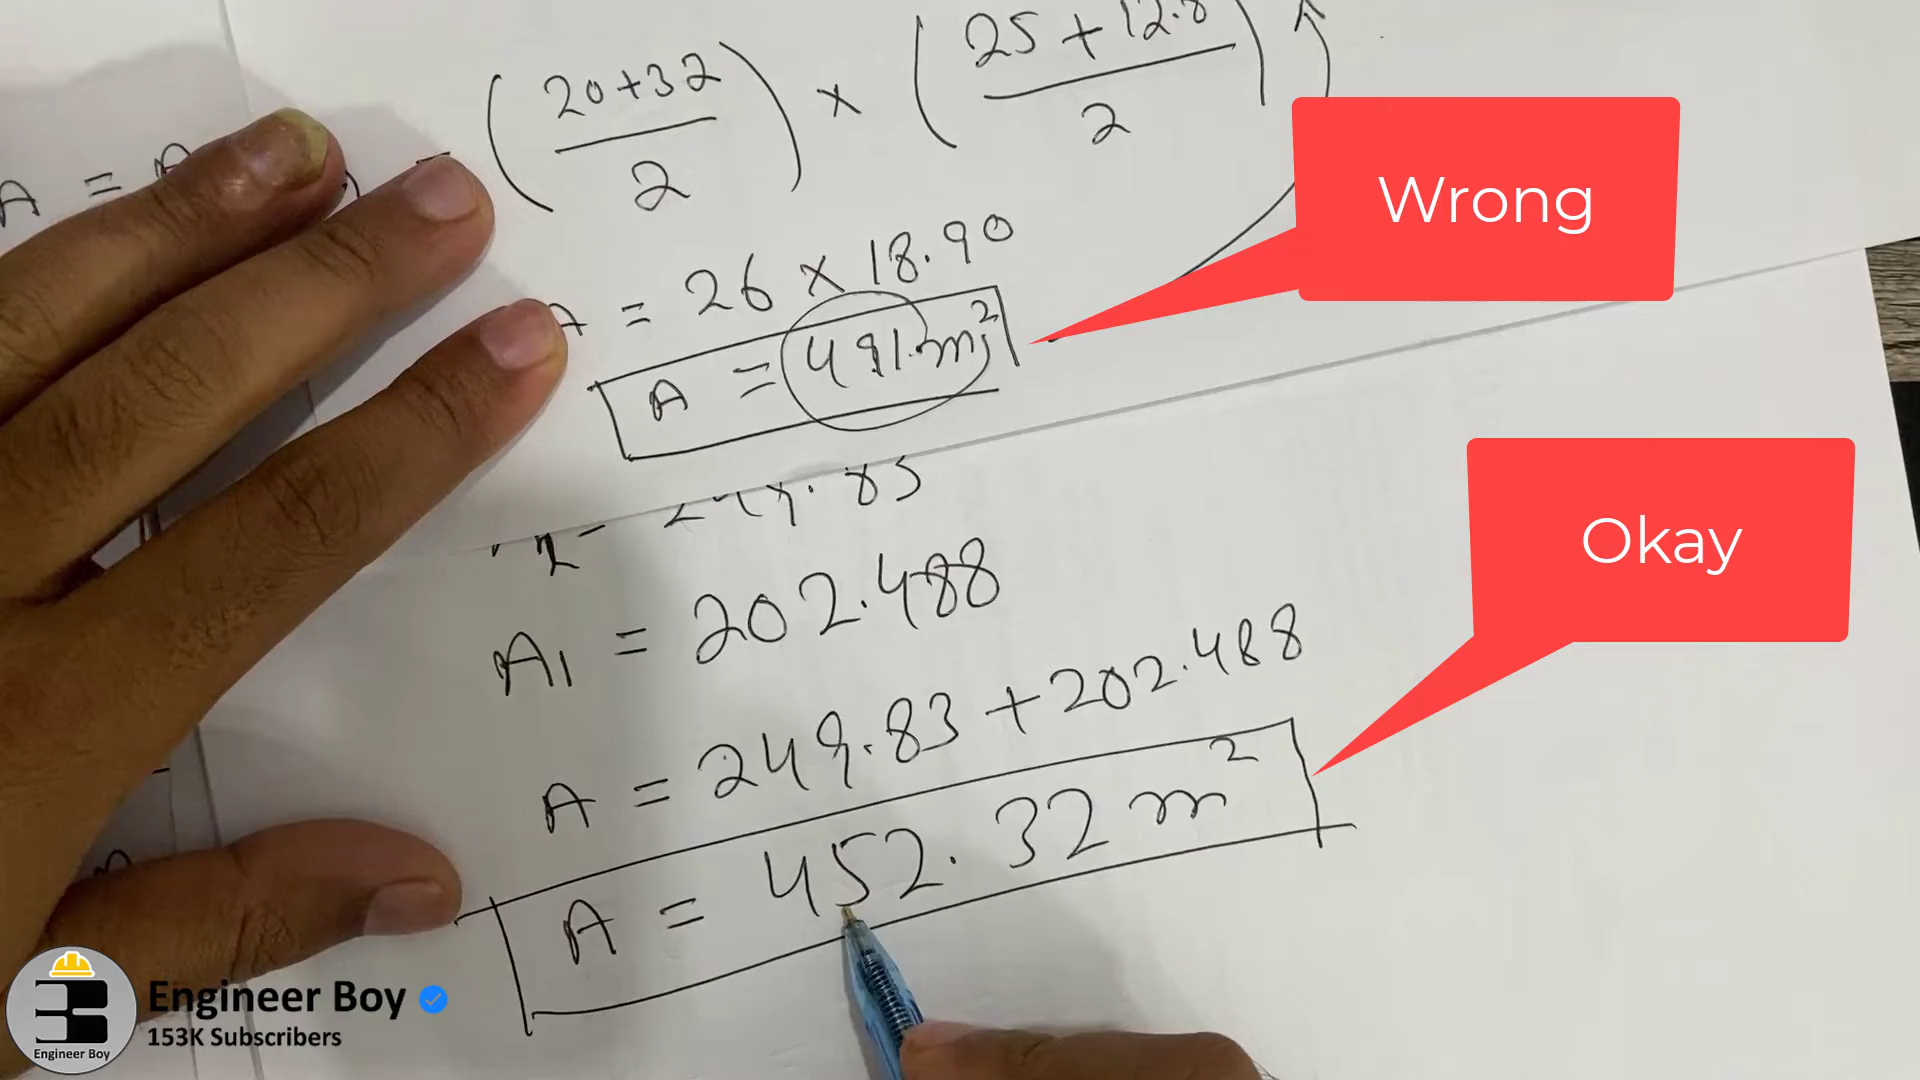 (20+32 / 2) × (25 + 12.8 / 2)
A = 26 × 18.90
A = 491 m²
Wrong
A =
A₁ = 202.488
A = 249.83 + 202.488
A = 452.32 m²
Okay
Engineer Boy
153K Subscribers
Engineer Boy